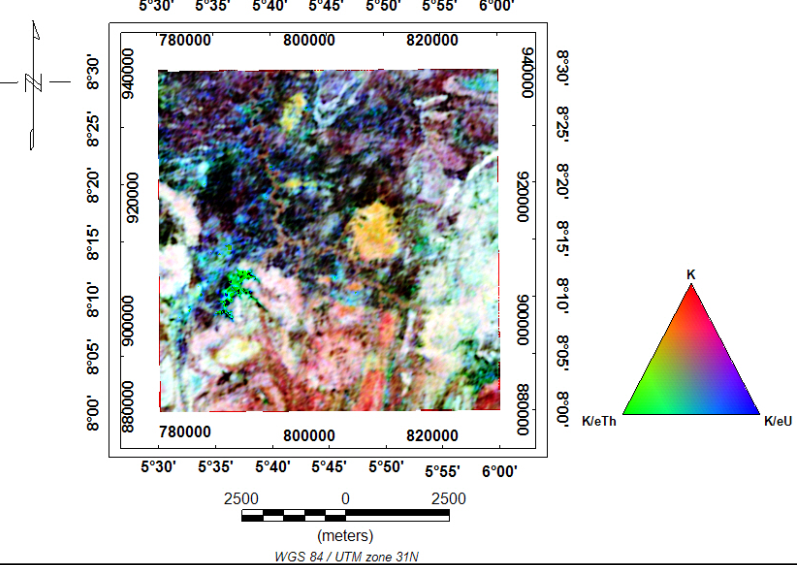 5°30' 5°35' 5°40' 5°45' 5°50' 5°55' 6°00'
780000 800000 820000
8°30' 940000 940000 8°30'
8°25' 8°25'
8°20' 920000 920000 8°20'
8°15' 8°15'
8°10' 900000 900000 8°10'
8°05' 8°05'
8°00' 880000 880000 8°00'
780000 800000 820000
5°30' 5°35' 5°40' 5°45' 5°50' 5°55' 6°00'
N
K
K/eTh K/eU
2500 0 2500
(meters)
WGS 84 / UTM zone 31N